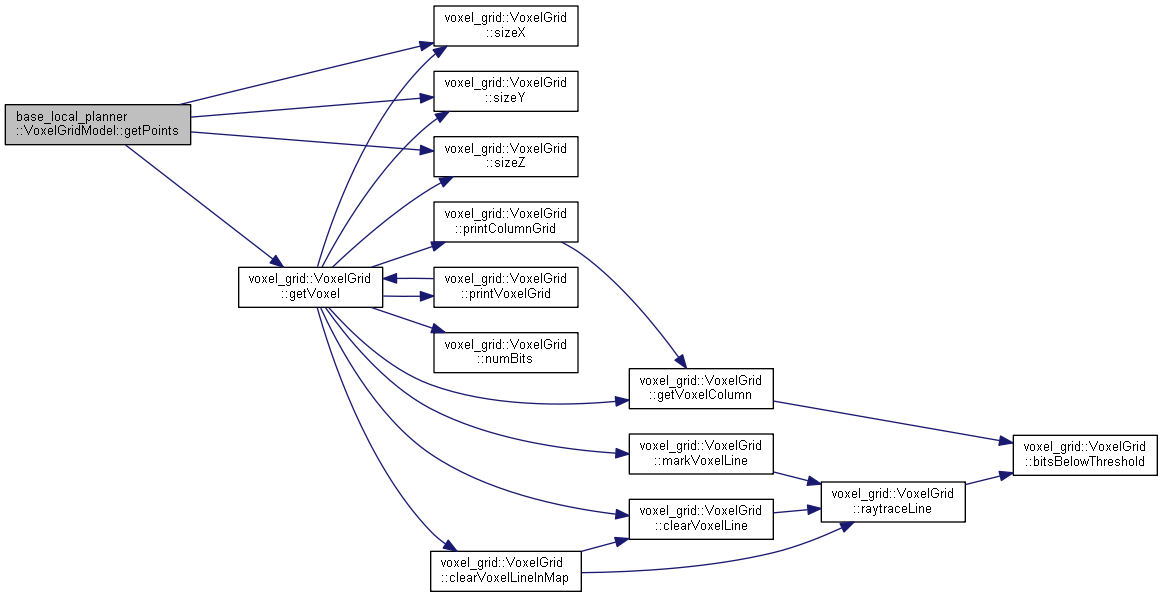 voxel_grid::VoxelGrid
::sizeX
voxel_grid::VoxelGrid
::sizeY
base_local_planner
::VoxelGridModel::getPoints
voxel_grid::VoxelGrid
::sizeZ
voxel_grid::VoxelGrid
::printColumnGrid
voxel_grid::VoxelGrid
::getVoxel
voxel_grid::VoxelGrid
::printVoxelGrid
voxel_grid::VoxelGrid
::numBits
voxel_grid::VoxelGrid
::getVoxelColumn
voxel_grid::VoxelGrid
::markVoxelLine
voxel_grid::VoxelGrid
::bitsBelowThreshold
voxel_grid::VoxelGrid
::raytraceLine
voxel_grid::VoxelGrid
::clearVoxelLine
voxel_grid::VoxelGrid
::clearVoxelLineInMap